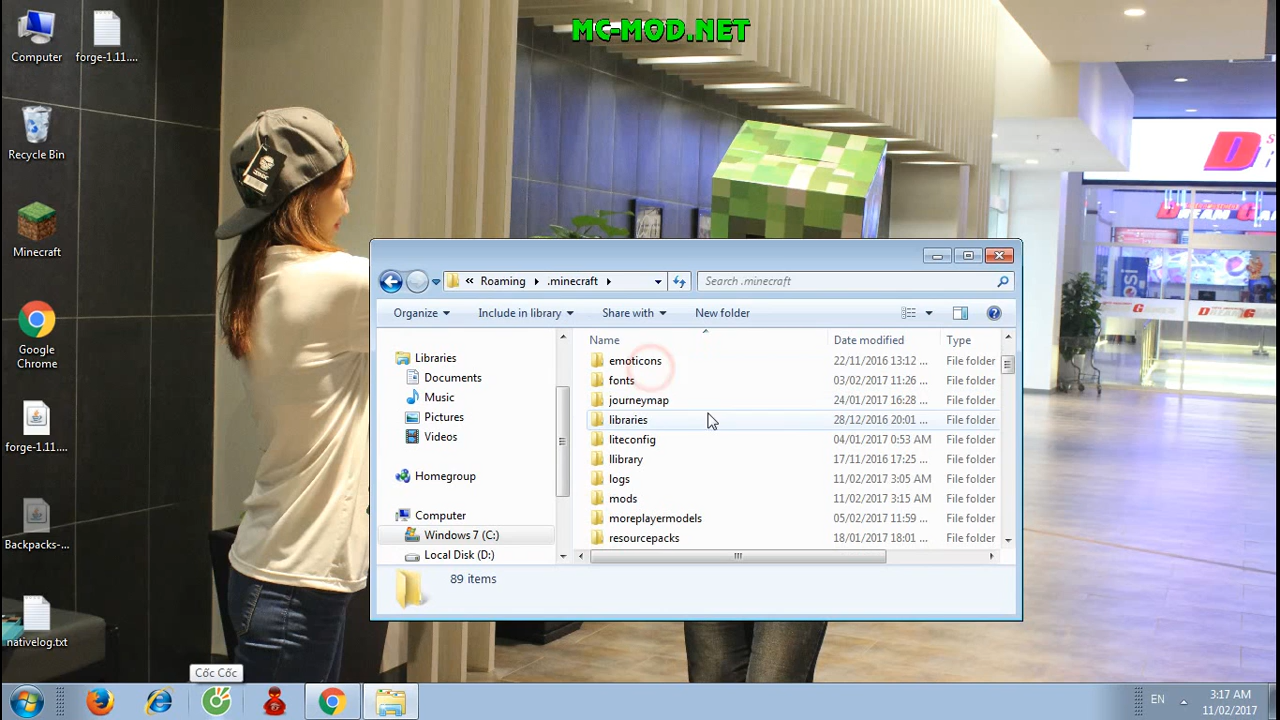 MC-MOD.NET
Computer
forge-1.11....
Recycle Bin
Minecraft
Google
Chrome
forge-1.11....
Backpacks-...
nativelog.txt
« Roaming .minecraft
Search .minecraft
Organize Include in library Share with New folder
Libraries
Documents
Music
Pictures
Videos
Homegroup
Computer
Windows 7 (C:)
Local Disk (D:)
Name Date modified Type
emoticons 22/11/2016 13:12 ... File folder
fonts 03/02/2017 11:26 ... File folder
journeymap 24/01/2017 16:28 ... File folder
libraries 28/12/2016 20:01 ... File folder
liteconfig 04/01/2017 0:53 AM File folder
llibrary 17/11/2016 17:25 ... File folder
logs 11/02/2017 3:05 AM File folder
mods 11/02/2017 3:15 AM File folder
moreplayermodels 05/02/2017 11:59 ... File folder
resourcepacks 18/01/2017 18:01 ... File folder
89 items
Cốc Cốc
EN
3:17 AM
11/02/2017